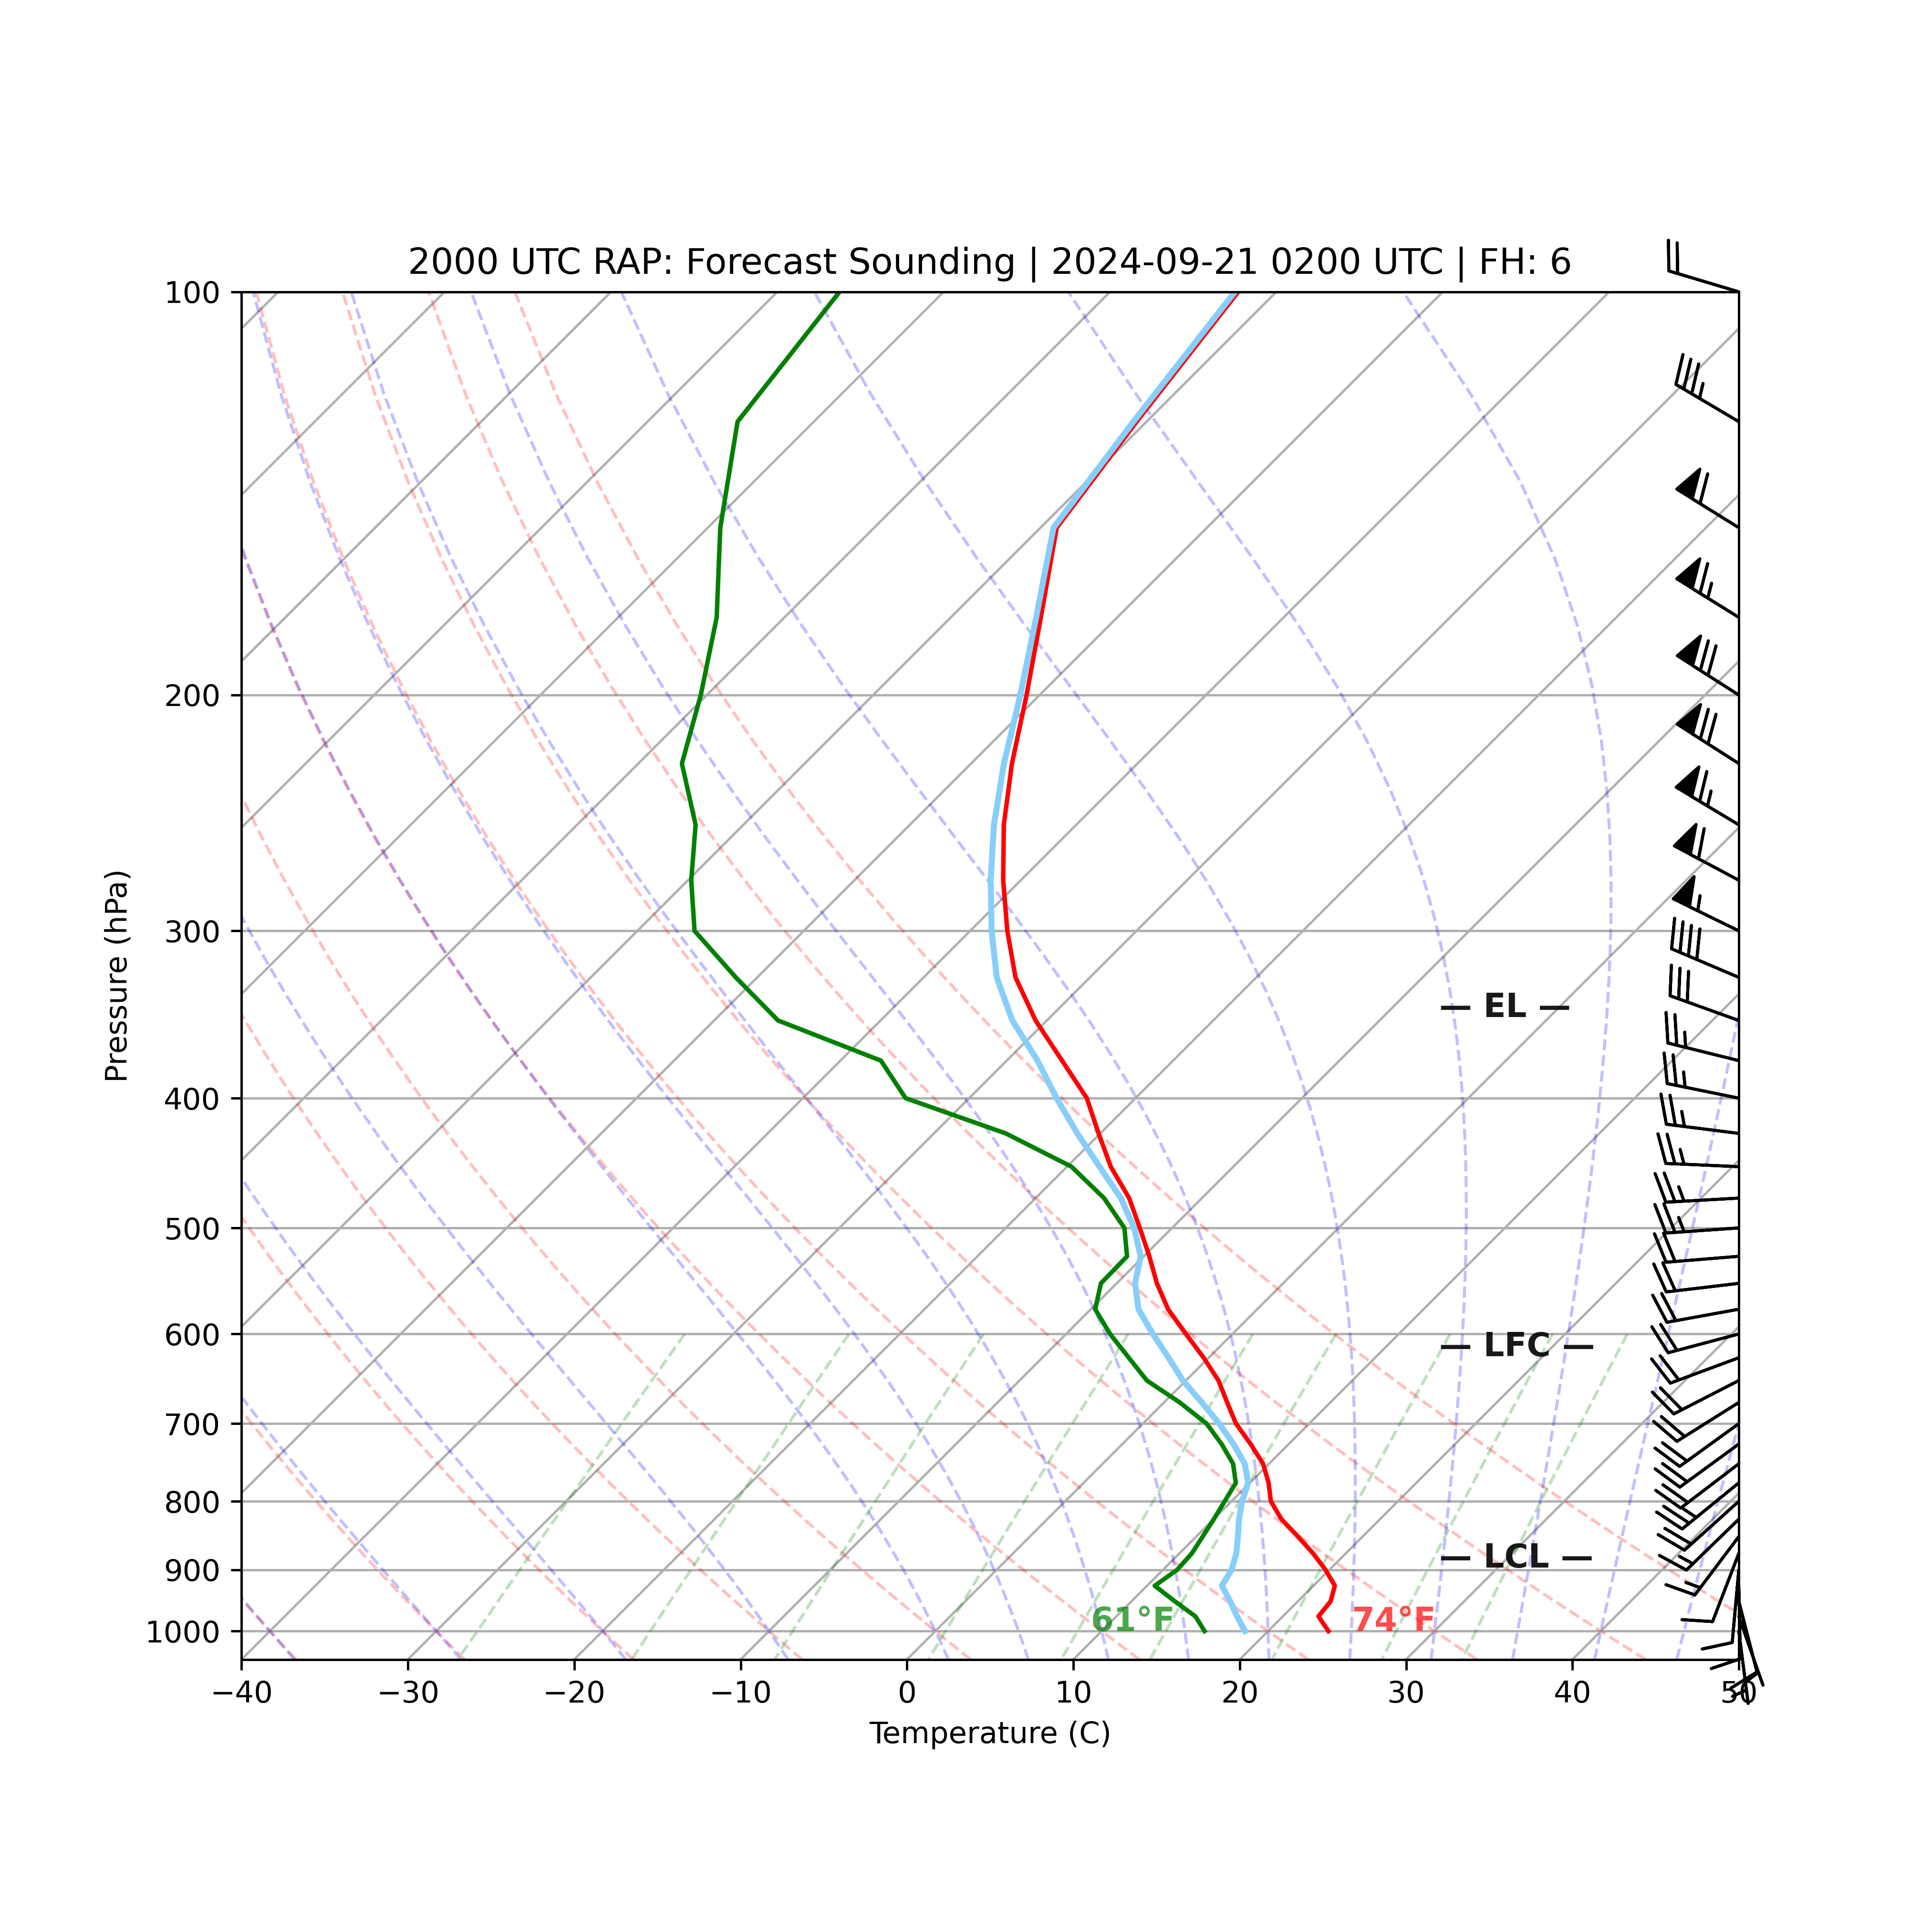 2000 UTC RAP: Forecast Sounding | 2024-09-21 0200 UTC | FH: 6
100
200
300
400
500
600
700
800
900
1000
Pressure (hPa)
— EL —
— LFC —
— LCL —
61°F
74°F
−40 −30 −20 −10 0 10 20 30 40 50
Temperature (C)